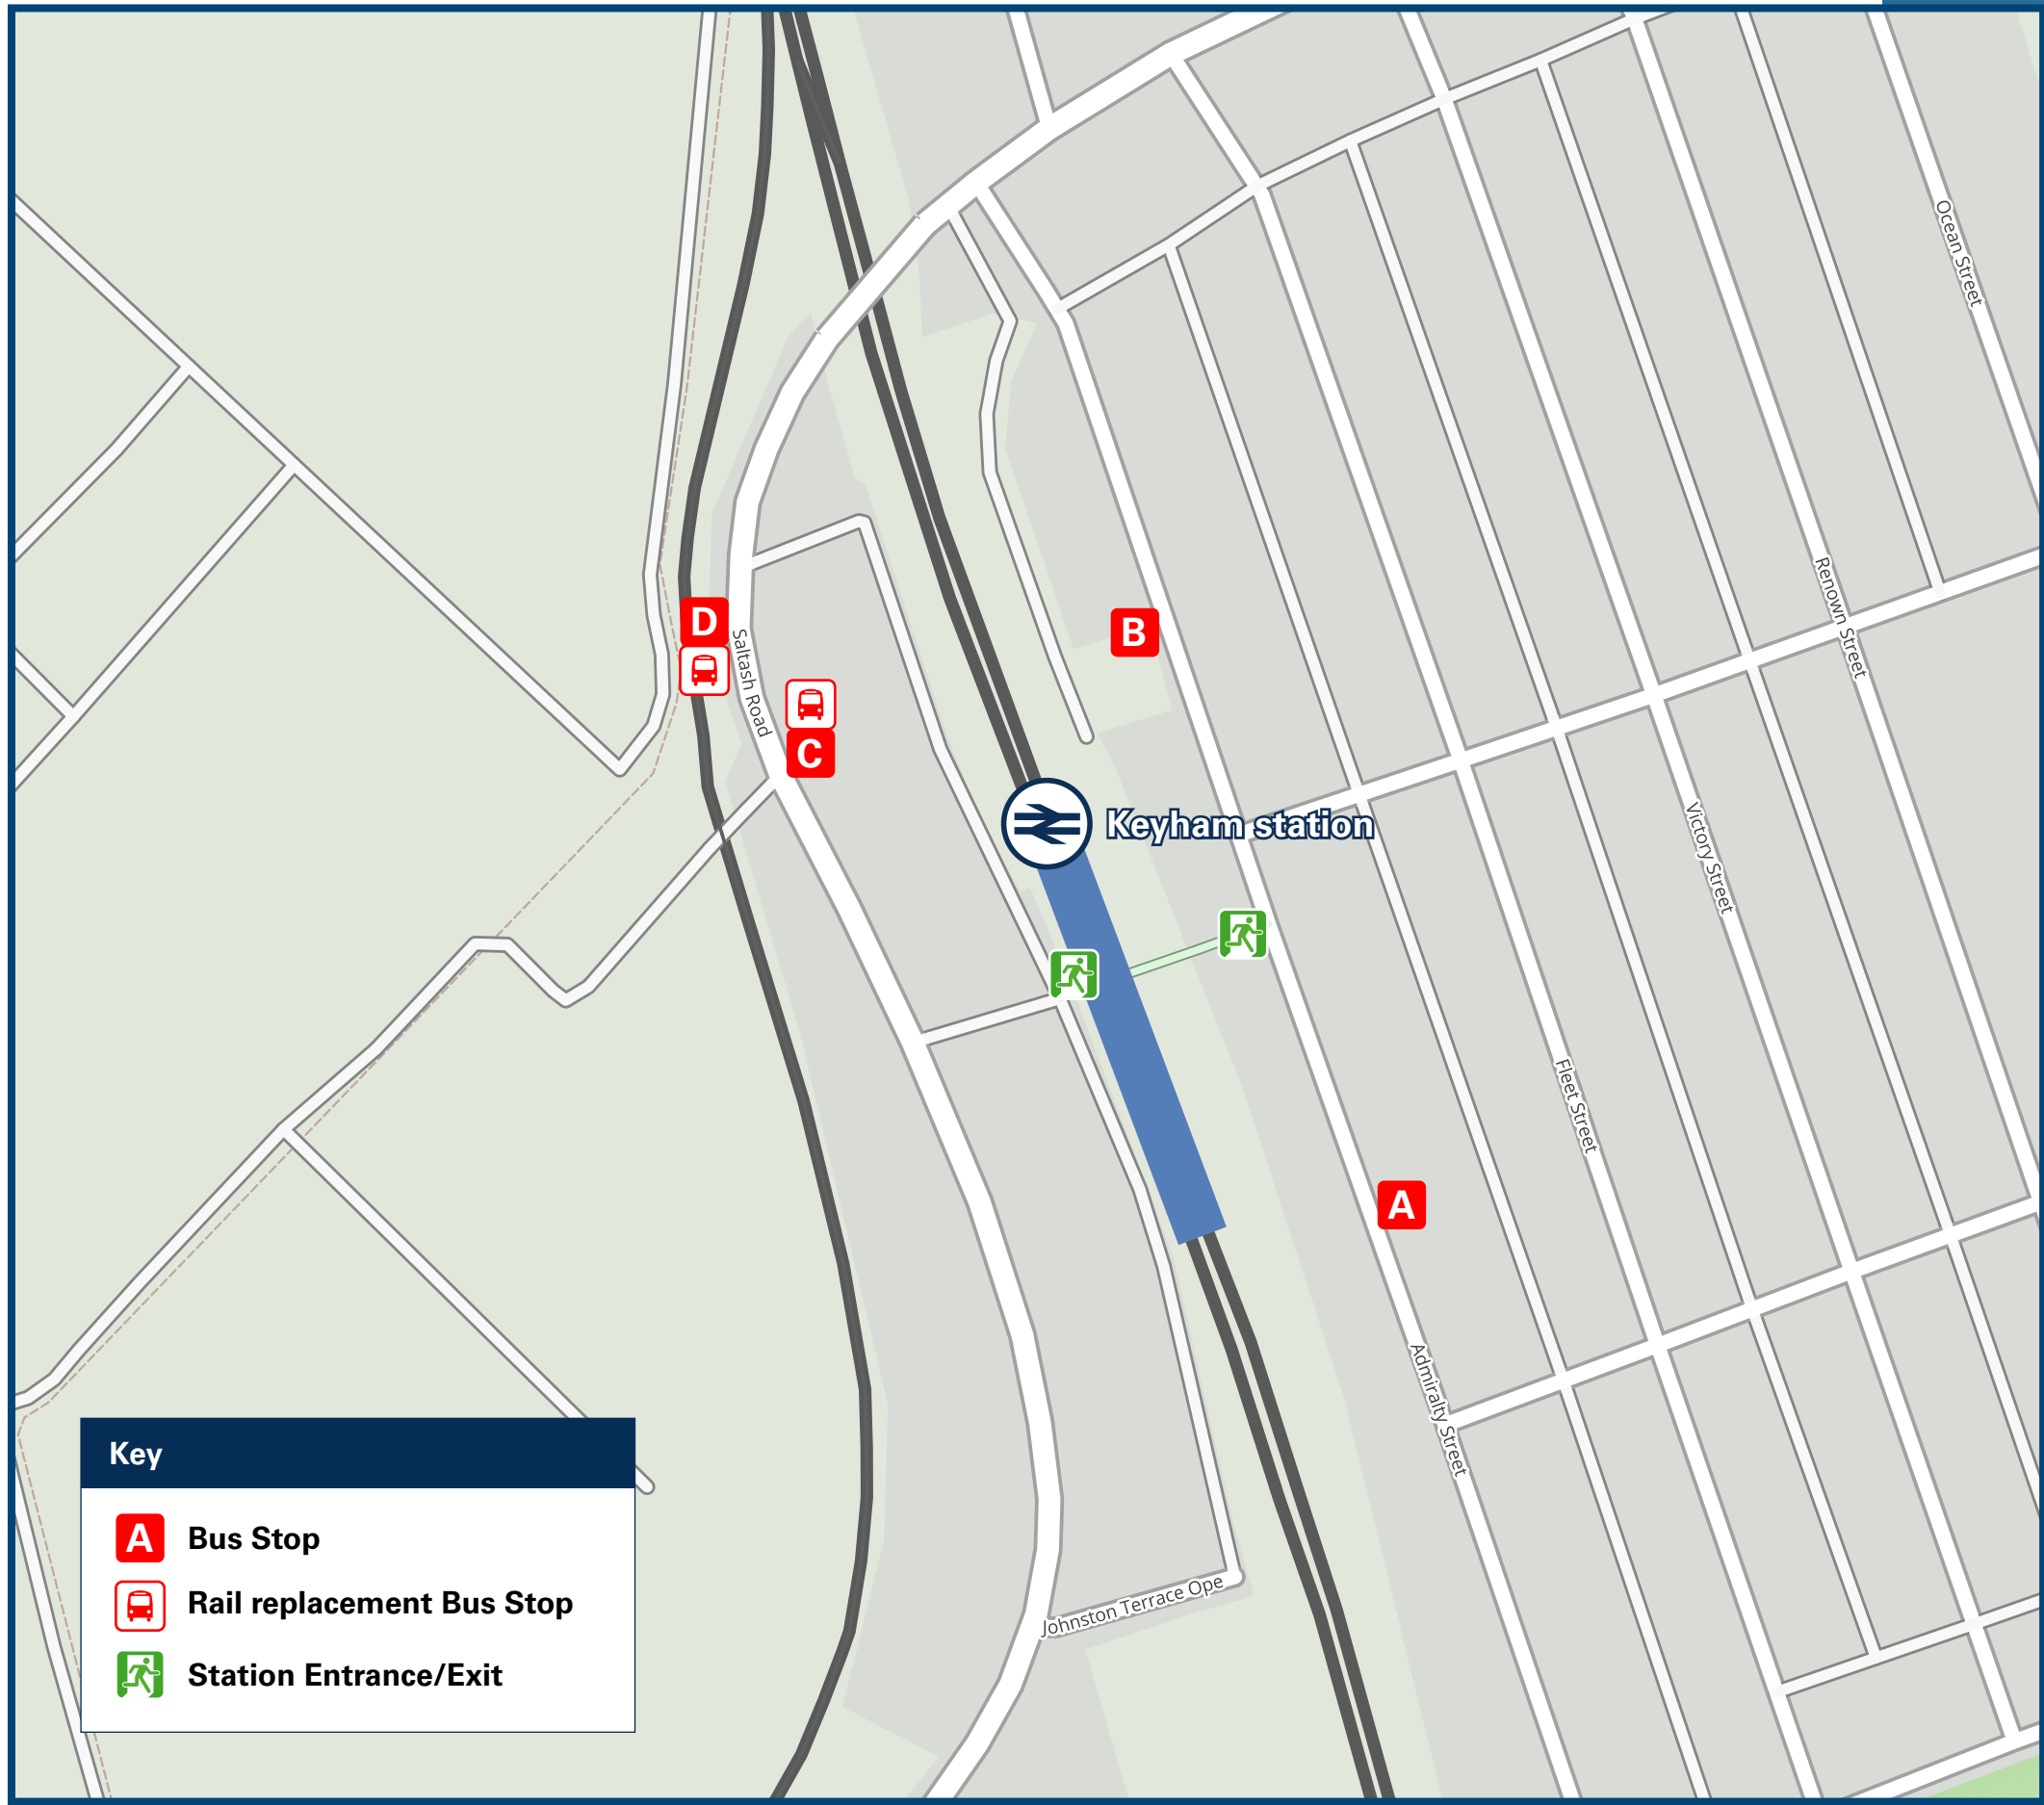 Ocean Street
Renown Street
D
B
Saltash Road
C
Keyham station
Victory Street
Fleet Street
A
Admiralty Street
Johnston Terrace Ope
Key
A Bus Stop
Rail replacement Bus Stop
Station Entrance/Exit